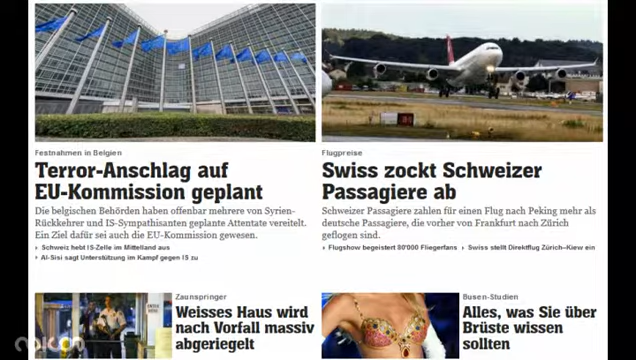 Festnahmen in Belgien
Terror-Anschlag auf
EU-Kommission geplant
Die belgischen Behörden haben offenbar mehrere von Syrien-
Rückkehrer und IS-Sympathisanten geplante Attentate vereitelt.
Ein Ziel dafür sei auch die EU-Kommission gewesen.
› Schweiz hebt IS-Zelle im Mittelland aus
› Al-Sisi sagt Unterstützung im Kampf gegen IS zu
Flugpreise
Swiss zockt Schweizer
Passagiere ab
Schweizer Passagiere zahlen für einen Flug nach Peking mehr als
deutsche Passagiere, die vorher von Frankfurt nach Zürich
geflogen sind.
› Flugshow begeistert 80'000 Fliegerfans › Swiss stellt Direktflug Zürich–Kiew ein
Zaunspringer
Weisses Haus wird
nach Vorfall massiv
abgeriegelt
Busen-Studien
Alles, was Sie über
Brüste wissen
sollten